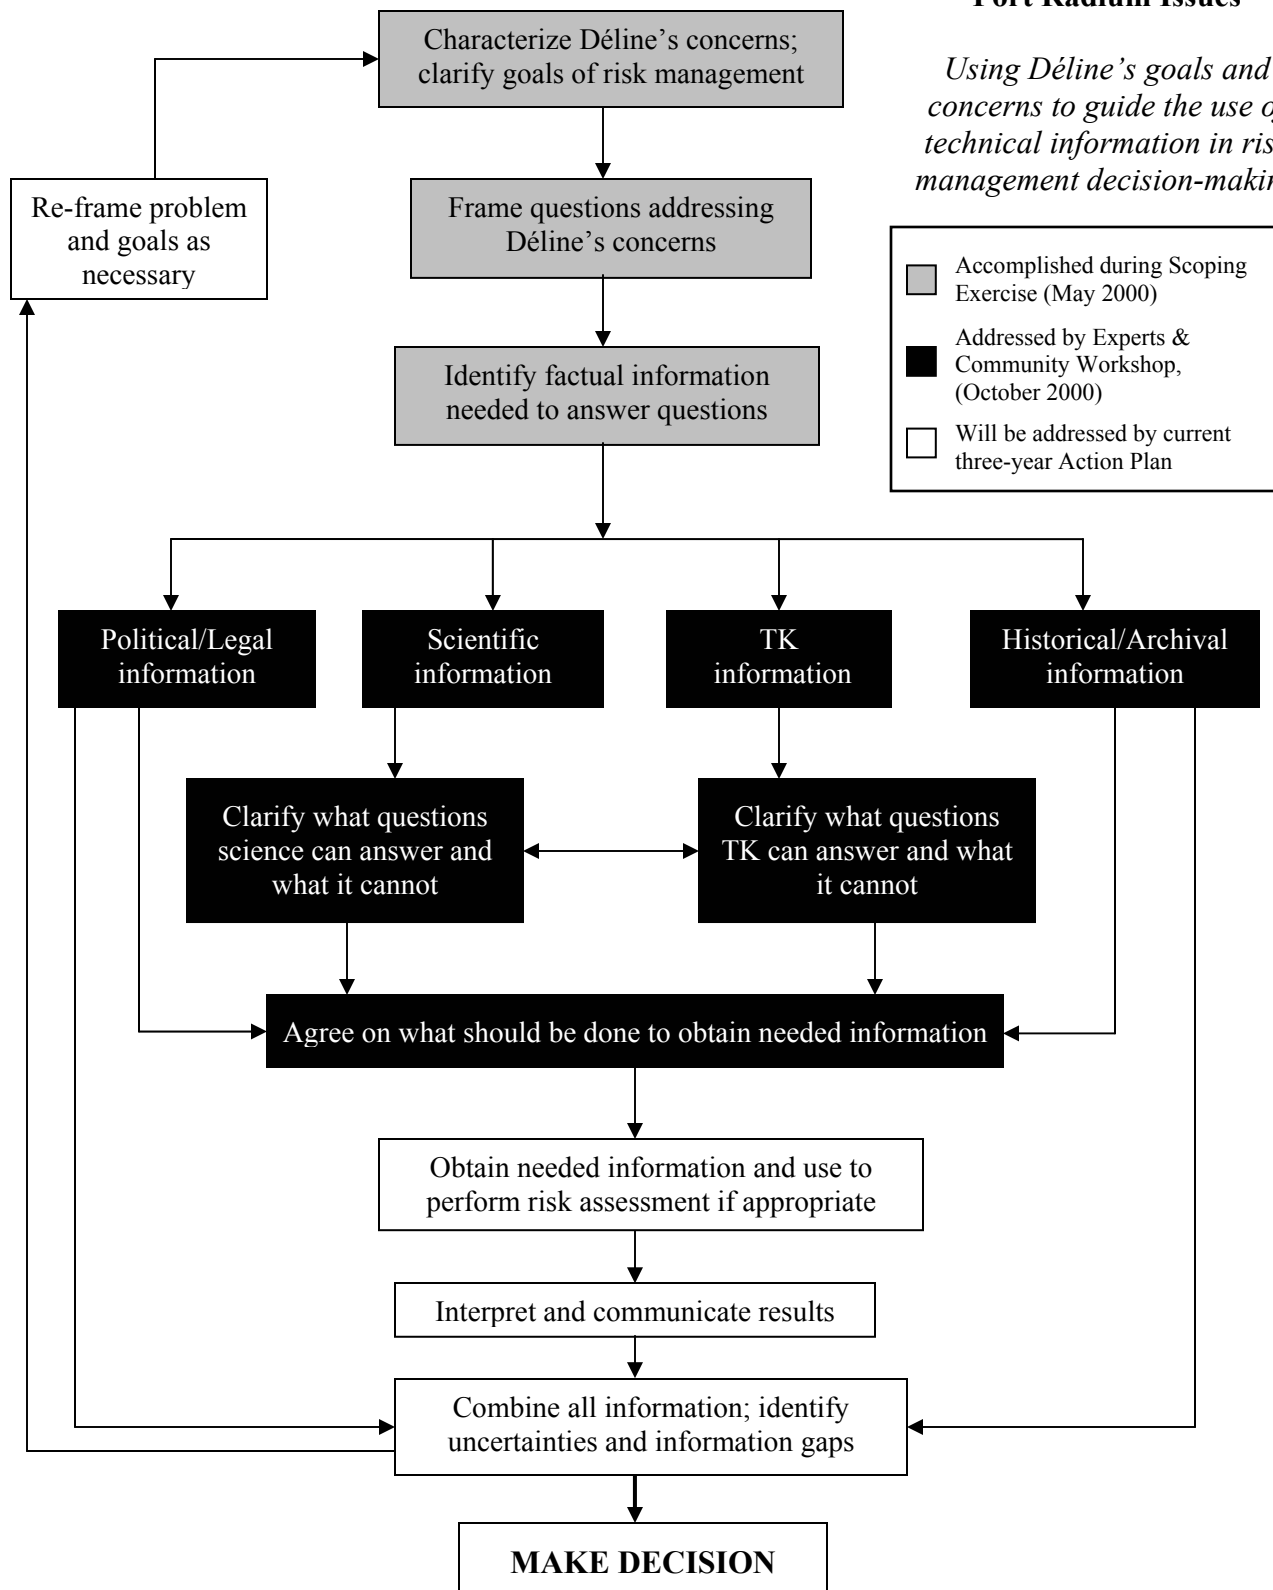 Port Radium Issues
Using Déline's goals and
concerns to guide the use
technical information in
management
Characterize Déline's concerns;
clarify goals of risk management
Re-frame problem
and goals as
necessary
Frame questions addressing
Déline's concerns
Accomplished during Scoping
Exercise (May 2000)
Addressed by Experts &
Community Workshop,
(October 2000)
Will be addressed by current
three-year Action Plan
Identify factual information
needed to answer questions
Political/Legal
information
Scientific
information
TK
information
Historical/Archival
information
Clarify what questions
science can answer and
what it cannot
Clarify what questions
TK can answer and what
it cannot
Agree on what should be done to obtain needed information
Obtain needed information and use to
perform risk assessment if appropriate
Interpret and communicate results
Combine all information; identify
uncertainties and information gaps
MAKE DECISION